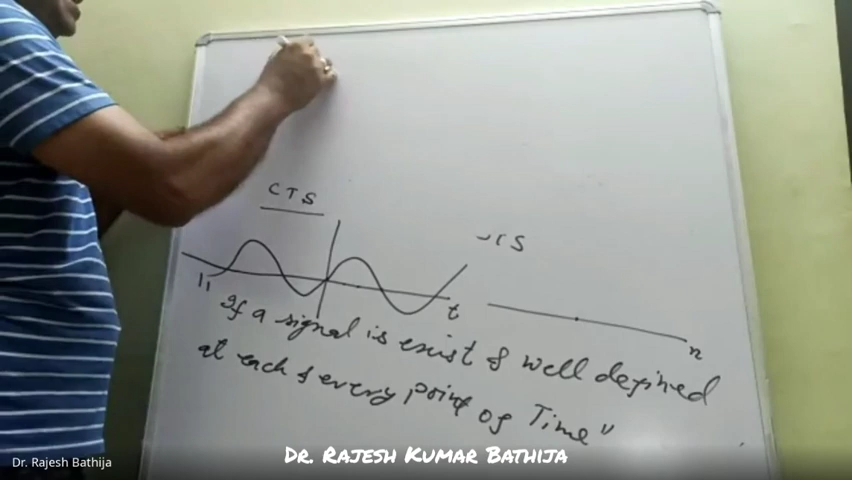 CTS
t
n
"If a signal is exist & well defined
at each & every point of Time"
Dr. Rajesh Kumar Bathija
Dr. Rajesh Bathija